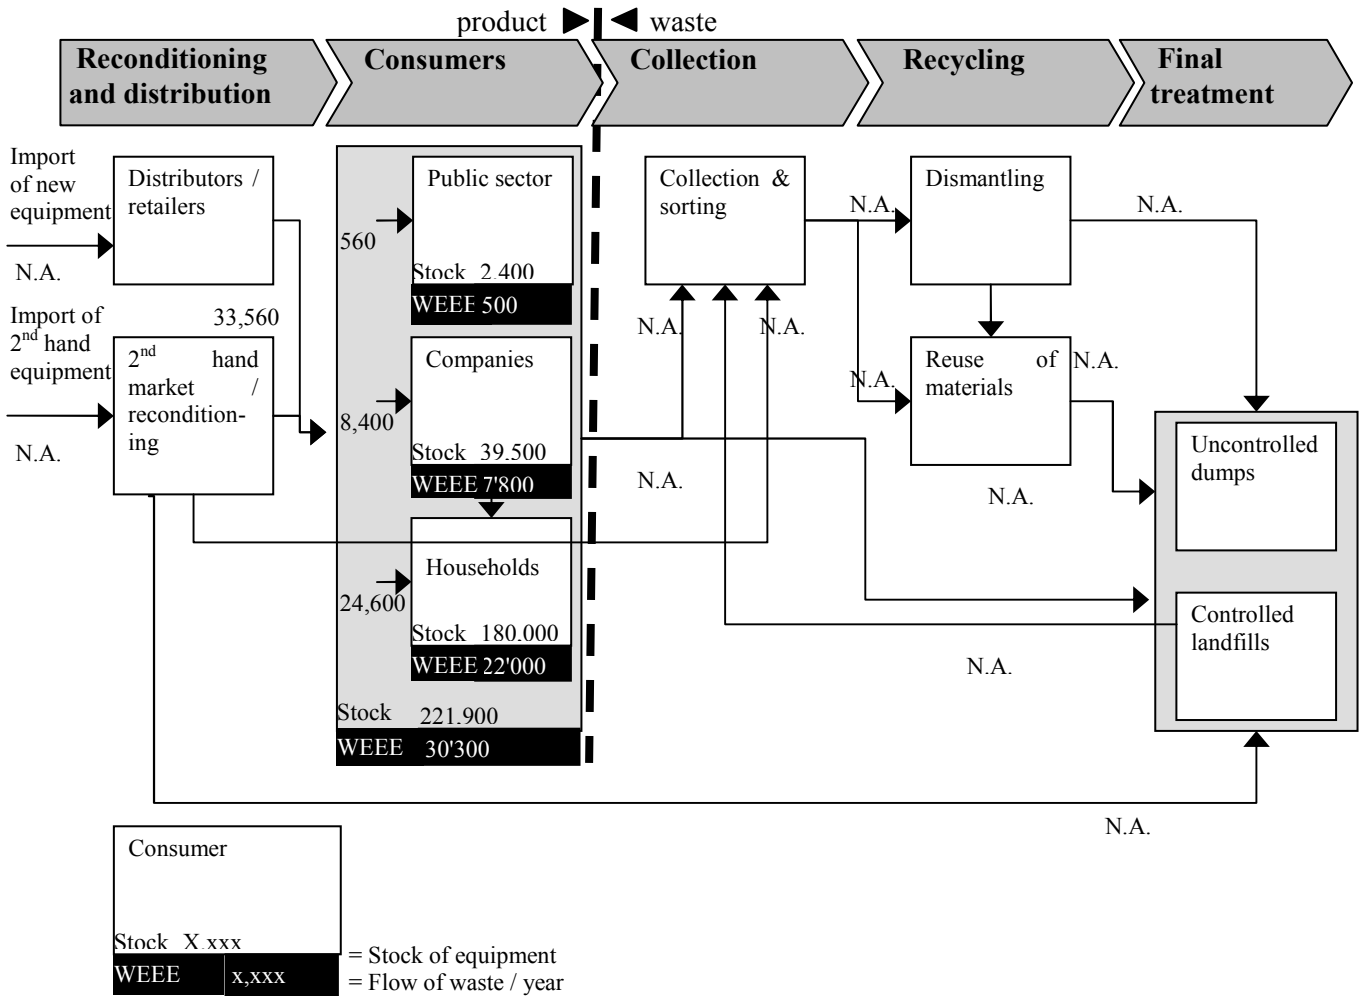 product
waste
Reconditioning
and distribution
Consumers
Collection
Recycling
Final
treatment
Import
of new
equipment
N.A.
Distributors /
retailers
Import of
2nd hand
equipment
N.A.
33,560
2nd hand
market /
recondition-
ing
560
Public sector
Stock 2.400
WEEE 500
8,400
Companies
Stock 39.500
WEEE 7'800
24,600
Households
Stock 180.000
WEEE 22'000
Stock 221.900
WEEE 30'300
Collection &
sorting
N.A.
N.A.
N.A.
N.A.
N.A.
Dismantling
N.A.
Reuse of
materials
N.A.
N.A.
Uncontrolled
dumps
Controlled
landfills
N.A.
N.A.
Consumer
Stock X.xxx
WEEE x,xxx
= Stock of equipment
= Flow of waste / year